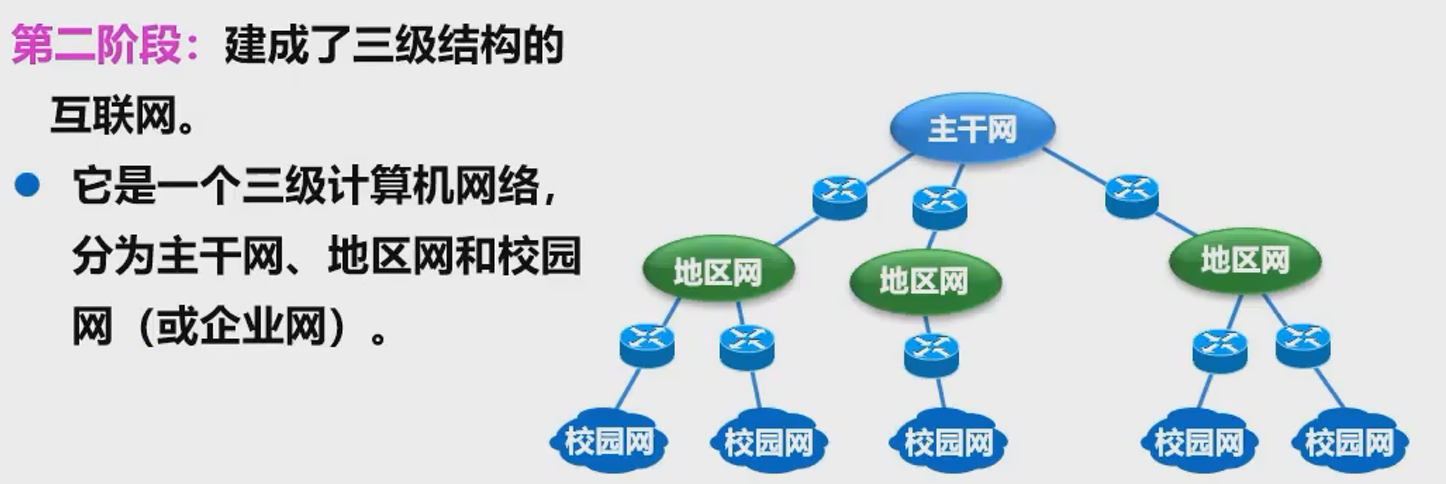 第二阶段：建成了三级结构的
互联网。
它是一个三级计算机网络，
分为主干网、地区网和校园
网（或企业网）。
主干网
地区网
地区网
地区网
校园网
校园网
校园网
校园网
校园网